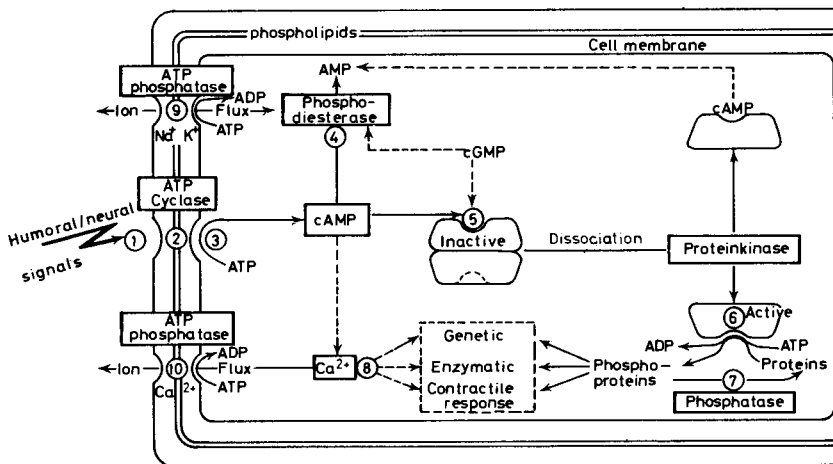 phospholipids
Cell membrane
ATP
phosphatase
Ion
9
Flux
ADP
ATP
Na+ K+
AMP
Phospho-
diesterase
4
cGMP
cAMP
ATP
Cyclase
Humoral/neural
signals
1
2
3
ATP
cAMP
5
Inactive
Dissociation
Proteinkinase
ATP
phosphatase
Ion
10
Flux
ADP
ATP
Ca 2+
Ca2+
8
Genetic
Enzymatic
Contractile
response
6
Active
ADP
ATP
Phospho-
proteins
Proteins
7
Phosphatase